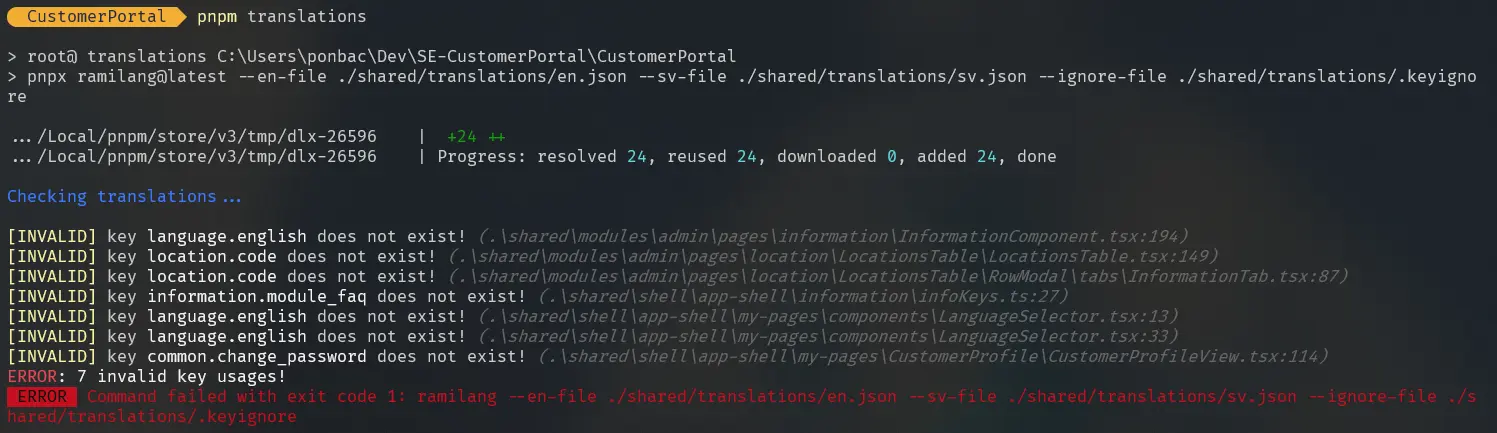 CustomerPortal pnpm translations
> root@ translations C:\Users\ponbac\Dev\SE-CustomerPortal\CustomerPortal
> pnpx ramilang@latest --en-file ./shared/translations/en.json --sv-file ./shared/translations/sv.json --ignore-file ./shared/translations/.keyigno
re
.../Local/pnpm/store/v3/tmp/dlx-26596 | +24 ++
.../Local/pnpm/store/v3/tmp/dlx-26596 | Progress: resolved 24, reused 24, downloaded 0, added 24, done
Checking translations...
[INVALID] key language.english does not exist! (.\shared\modules\admin\pages\information\InformationComponent.tsx:194)
[INVALID] key location.code does not exist! (.\shared\modules\admin\pages\location\LocationsTable\LocationsTable.tsx:149)
[INVALID] key location.code does not exist! (.\shared\modules\admin\pages\location\LocationsTable\RowModal\tabs\InformationTab.tsx:87)
[INVALID] key information.module_faq does not exist! (.\shared\shell\app-shell\information\infoKeys.ts:27)
[INVALID] key language.english does not exist! (.\shared\shell\app-shell\my-pages\components\LanguageSelector.tsx:13)
[INVALID] key language.english does not exist! (.\shared\shell\app-shell\my-pages\components\LanguageSelector.tsx:33)
[INVALID] key common.change_password does not exist! (.\shared\shell\app-shell\my-pages\CustomerProfile\CustomerProfileView.tsx:114)
ERROR: 7 invalid key usages!
ERROR Command failed with exit code 1: ramilang --en-file ./shared/translations/en.json --sv-file ./shared/translations/sv.json --ignore-file ./s
hared/translations/.keyignore